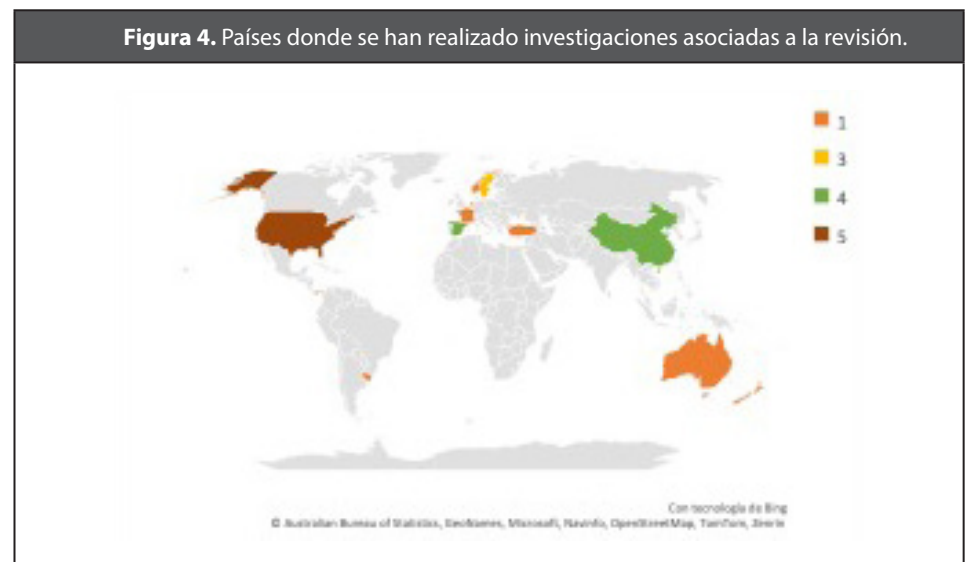 Figura 4. Países donde se han realizado investigaciones asociadas a la revisión.
1
3
4
5
Con tecnología de Bing
© Australian Bureau of Statistics, GeoNames, Microsoft, Navinfo, OpenStreetMap, TomTom, Zenrin